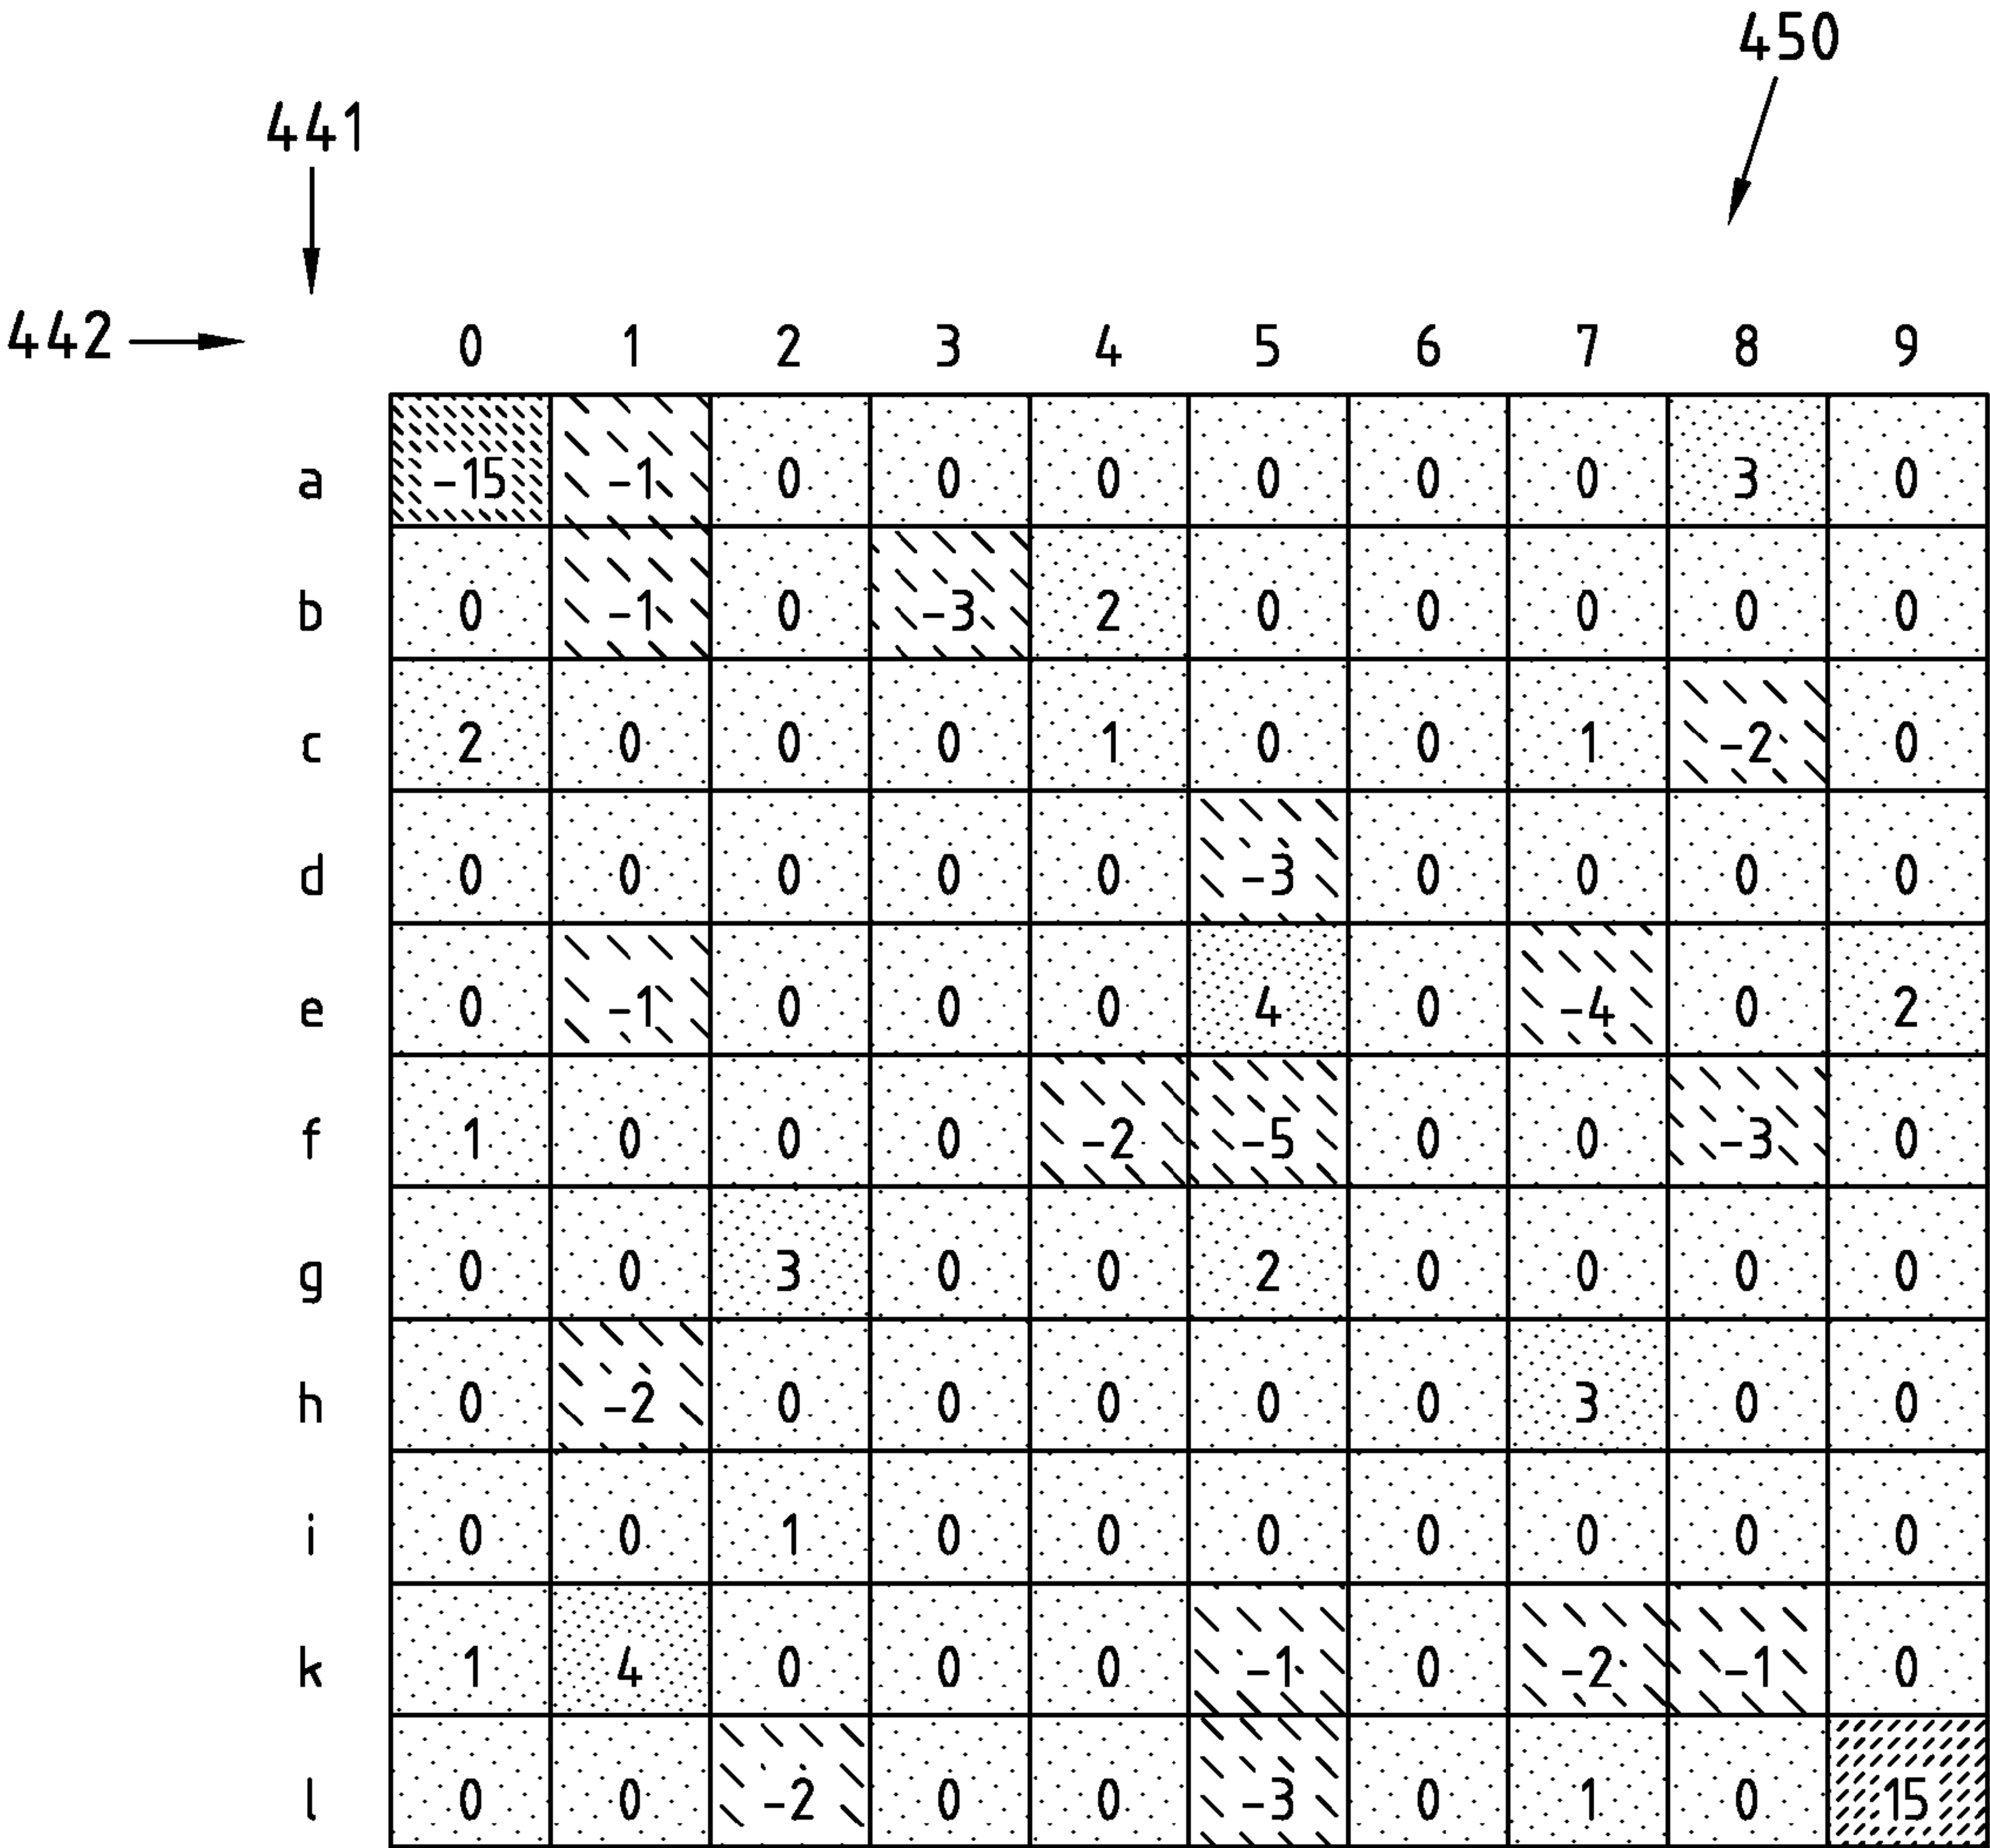 450
441
442 0 1 2 3 4 5 6 7 8 9
a -15 -1 0 0 0 0 0 0 3 0
b 0 -1 0 -3 2 0 0 0 0 0
c 2 0 0 0 1 0 0 1 -2 0
d 0 0 0 0 0 -3 0 0 0 0
e 0 -1 0 0 0 4 0 -4 0 2
f 1 0 0 0 -2 -5 0 0 -3 0
g 0 0 3 0 0 2 0 0 0 0
h 0 -2 0 0 0 0 0 3 0 0
i 0 0 1 0 0 0 0 0 0 0
k 1 4 0 0 0 -1 0 -2 -1 0
l 0 0 -2 0 0 -3 0 1 0 15